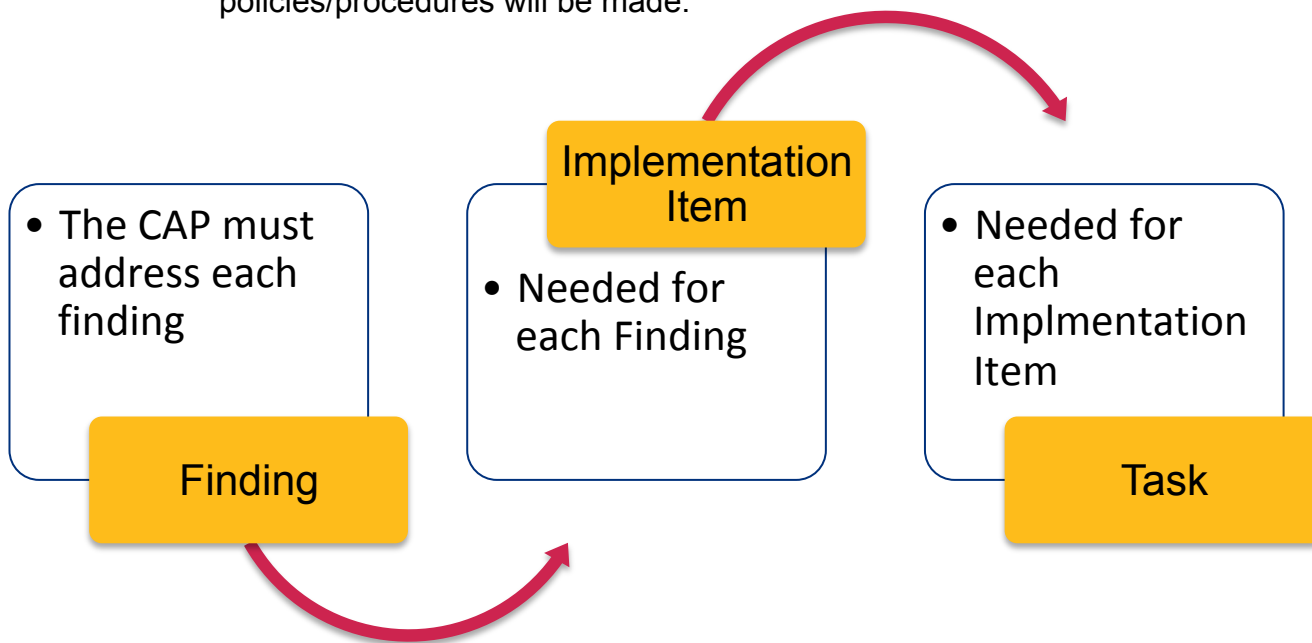 policies/procedures will be made.
• The CAP must
address each
finding
Finding
Implementation
Item
• Needed for
each Finding
• Needed for
each
Implmentation
Item
Task